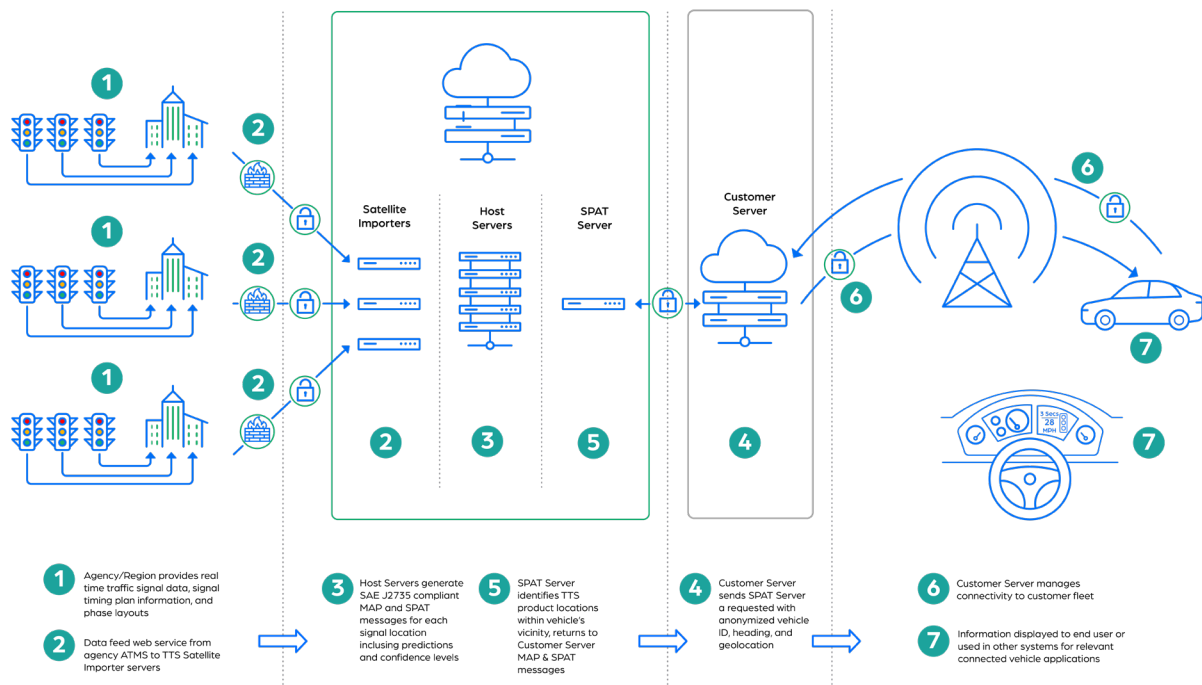 1
2
1
2
1
2
Satellite
Importers
Host
Servers
SPAT
Server
Customer
Server
2
3
5
4
6
6
7
3 Secs
28
MPH
7
1
Agency/Region provides real
time traffic signal data, signal
timing plan information, and
phase layouts
2
Data feed web service from
agency ATMS to TTS Satellite
Importer servers
3
Host Servers generate
SAE J2735 compliant
MAP and SPAT
messages for each
signal location
inclusing predictions
and confidence levels
5
SPAT Server
identifies TTS
product locations
within vehicle's
vicinity, returns to
Customer Server
MAP & SPAT
messages
4
Customer Server
sends SPAT Server
a requested with
anonymized vehicle
ID, heading, and
geolocation
6
Customer Server manages
connectivity to customer fleet
7
Information displayed to end user or
used in other systems for relevant
connected vehicle applications